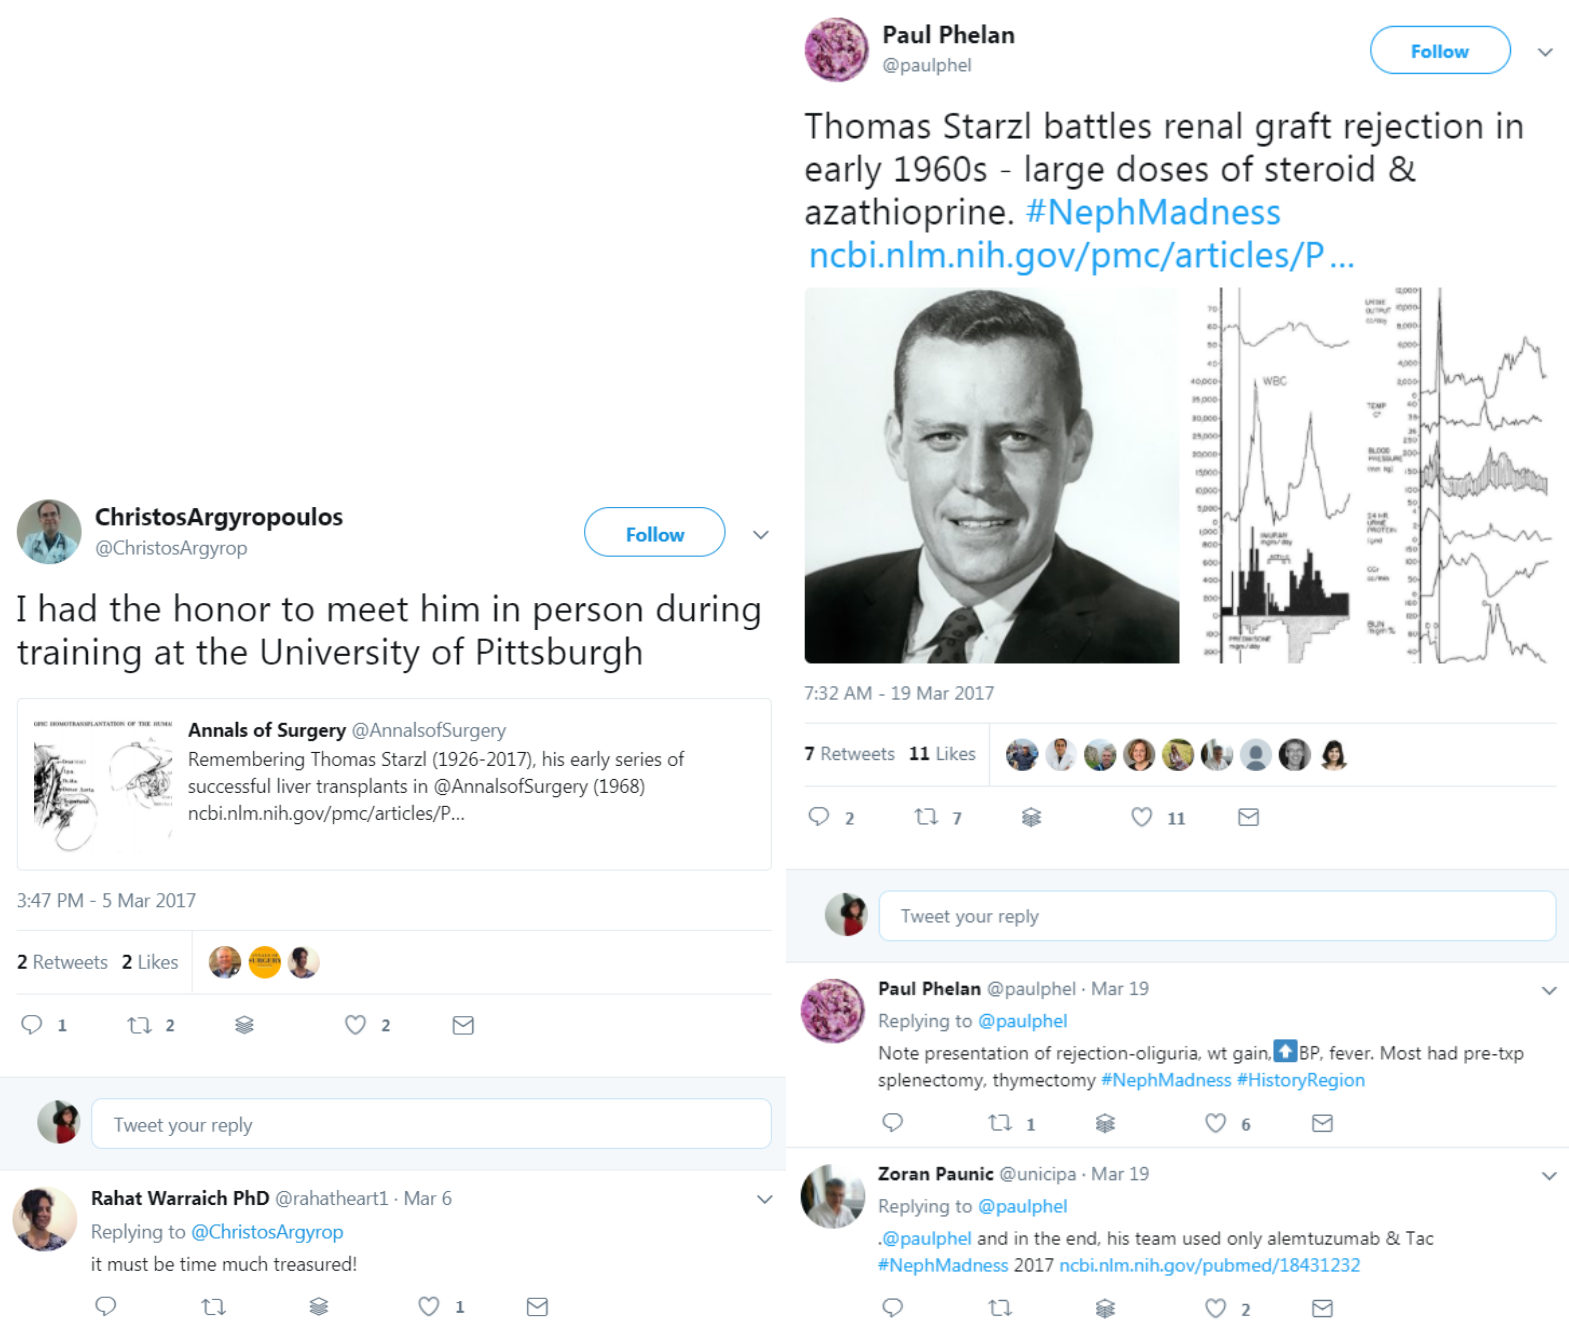 ChristosArgyropoulos
@ChristosArgyrop
Follow
I had the honor to meet him in person during
training at the University of Pittsburgh
Annals of Surgery @AnnalsofSurgery
Remembering Thomas Starzl (1926-2017), his early series of
successful liver transplants in @AnnalsofSurgery (1968)
ncbi.nlm.nih.gov/pmc/articles/P...
3:47 PM - 5 Mar 2017
2 Retweets 2 Likes
1 2 2
Tweet your reply
Rahat Warraich PhD @rahatheart1 · Mar 6
Replying to @ChristosArgyrop
it must be time much treasured!
1
Paul Phelan
@paulphel
Follow
Thomas Starzl battles renal graft rejection in
early 1960s - large doses of steroid &
azathioprine. #NephMadness
ncbi.nlm.nih.gov/pmc/articles/P...
WBC
7:32 AM - 19 Mar 2017
7 Retweets 11 Likes
2 7 11
Tweet your reply
Paul Phelan @paulphel · Mar 19
Replying to @paulphel
Note presentation of rejection-oliguria, wt gain,⬆BP, fever. Most had pre-txp
splenectomy, thymectomy #NephMadness #HistoryRegion
1 6
Zoran Paunic @unicipa · Mar 19
Replying to @paulphel
.@paulphel and in the end, his team used only alemtuzumab & Tac
#NephMadness 2017 ncbi.nlm.nih.gov/pubmed/18431232
2